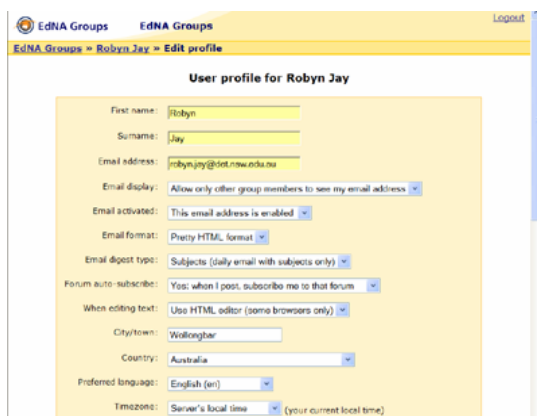 EdNA Groups EdNA Groups Logout
EdNA Groups » Robyn Jay » Edit profile
User profile for Robyn Jay
First name: Robyn
Surname: Jay
Email address: robyn.jay@det.nsw.edu.au
Email display: Allow only other group members to see my email address
Email activated: This email address is enabled
Email format: Pretty HTML format
Email digest type: Subjects (daily email with subjects only)
Forum auto-subscribe: Yes: when I post, subscribe me to that forum
When editing text: Use HTML editor (some browsers only)
City/town: Wollongbar
Country: Australia
Preferred language: English (en)
Timezone: Server's local time (your current local time)